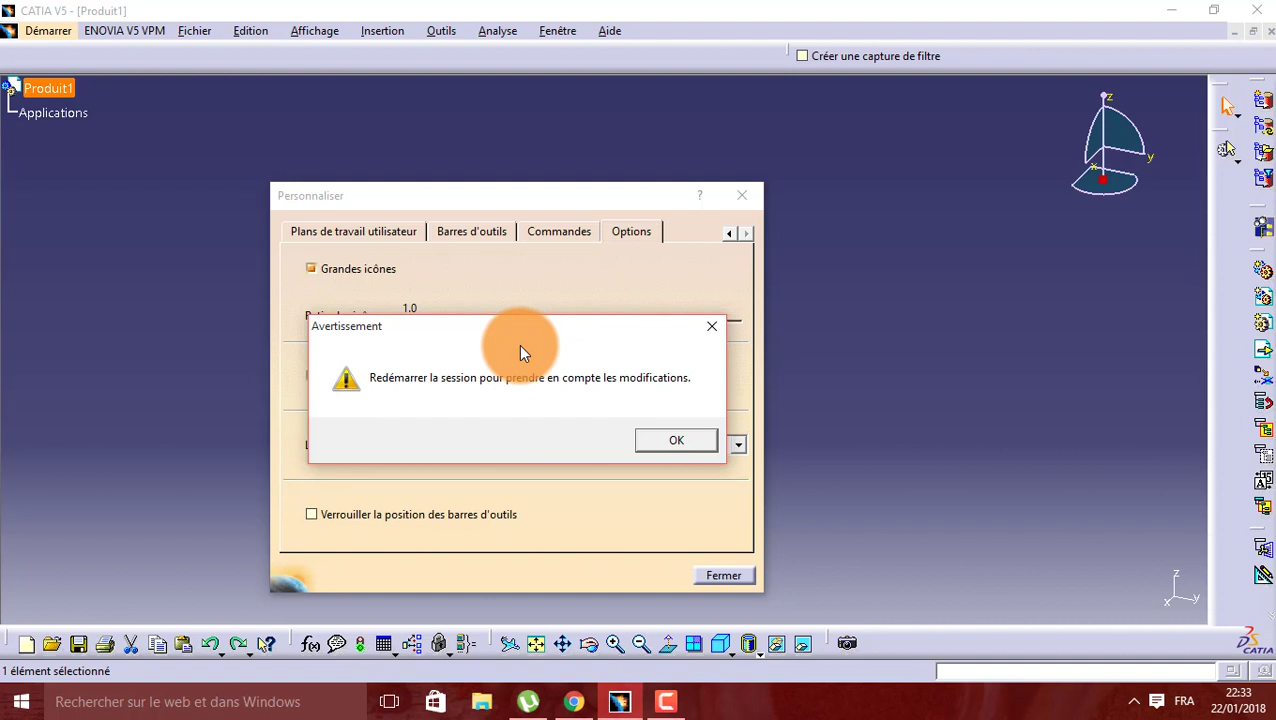 CATIA V5 - [Produit1]
Démarrer ENOVIA V5 VPM Fichier Edition Affichage Insertion Outils Analyse Fenêtre Aide
Créer une capture de filtre
Produit1
Applications
z
y
x
Personnaliser ?
Plans de travail utilisateur Barres d'outils Commandes Options
Grandes icônes
1.0
Avertissement
Redémarrer la session pour prendre en compte les modifications.
OK
Verrouiller la position des barres d'outils
Fermer
z
x y
f(x)
CATIA
1 élément sélectionné
Rechercher sur le web et dans Windows
FRA
22:33
22/01/2018